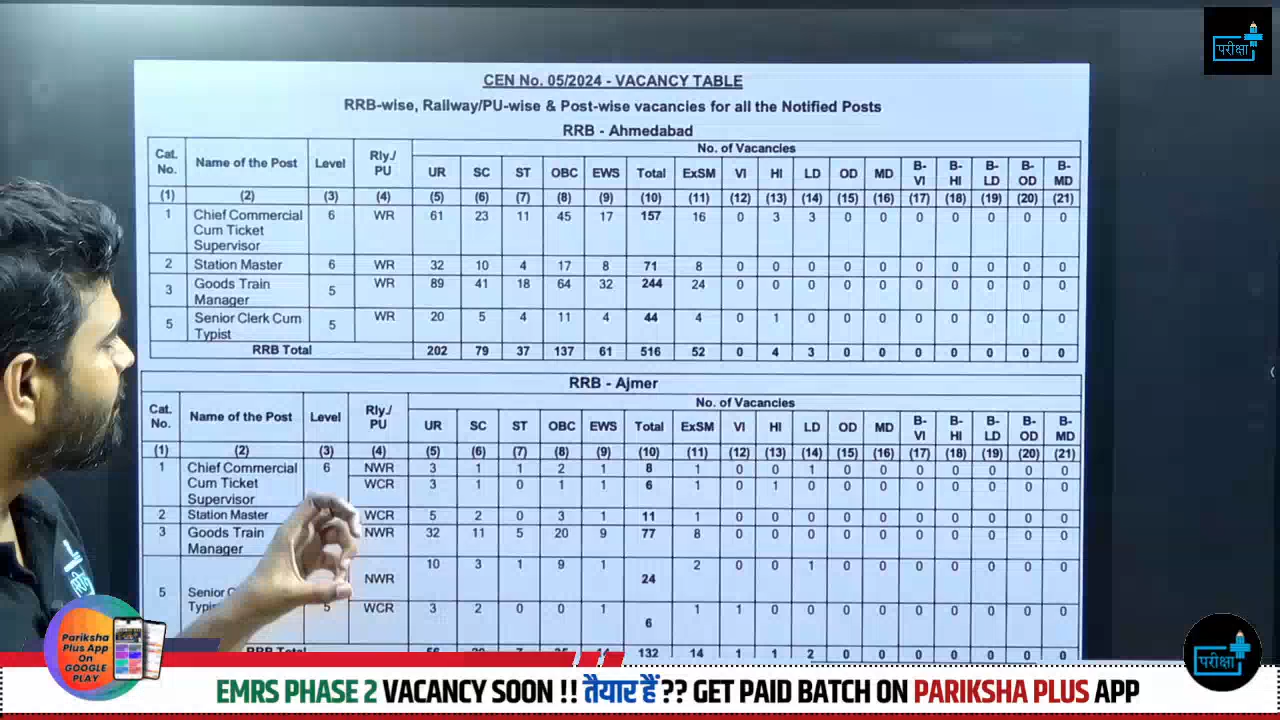 परीक्षा
CEN No. 05/2024 - VACANCY TABLE
RRB-wise, Railway/PU-wise & Post-wise vacancies for all the Notified Posts
RRB - Ahmedabad
Cat. No. Name of the Post Level Rly./ PU No. of Vacancies
UR SC ST OBC EWS Total ExSM VI HI LD OD MD B-VI B-HI B-LD B-OD B-MD
(1) (2) (3) (4) (5) (6) (7) (8) (9) (10) (11) (12) (13) (14) (15) (16) (17) (18) (19) (20) (21)
1 Chief Commercial Cum Ticket Supervisor 6 WR 61 23 11 45 17 157 16 0 3 3 0 0 0 0 0 0 0
2 Station Master 6 WR 32 10 4 17 8 71 8 0 0 0 0 0 0 0 0 0 0
3 Goods Train Manager 5 WR 89 41 18 64 32 244 24 0 0 0 0 0 0 0 0 0 0
5 Senior Clerk Cum Typist 5 WR 20 5 4 11 4 44 4 0 1 0 0 0 0 0 0 0 0
RRB Total 202 79 37 137 61 516 52 0 4 3 0 0 0 0 0 0 0
RRB - Ajmer
Cat. No. Name of the Post Level Rly./ PU No. of Vacancies
UR SC ST OBC EWS Total ExSM VI HI LD OD MD B-VI B-HI B-LD B-OD B-MD
(1) (2) (3) (4) (5) (6) (7) (8) (9) (10) (11) (12) (13) (14) (15) (16) (17) (18) (19) (20) (21)
1 Chief Commercial Cum Ticket Supervisor 6 NWR 3 1 1 2 1 8 1 0 0 1 0 0 0 0 0 0 0
WCR 3 1 0 1 1 6 1 0 1 0 0 0 0 0 0 0 0
2 Station Master WCR 5 2 0 3 1 11 1 0 0 0 0 0 0 0 0 0 0
3 Goods Train Manager NWR 32 11 5 20 9 77 8 0 0 0 0 0 0 0 0 0 0
5 Senior NWR 10 3 1 9 1 24 2 0 0 1 0 0 0 0 0 0 0
5 WCR 3 2 0 0 1 6 1 1 0 0 0 0 0 0 0 0
RRB Total 132 14 1 1 2 0 0 0 0 0 0 0
Pariksha
Plus App
On
GOOGLE
PLAY
परीक्षा
EMRS PHASE 2 VACANCY SOON !! तैयार हैं ?? GET PAID BATCH ON PARIKSHA PLUS APP